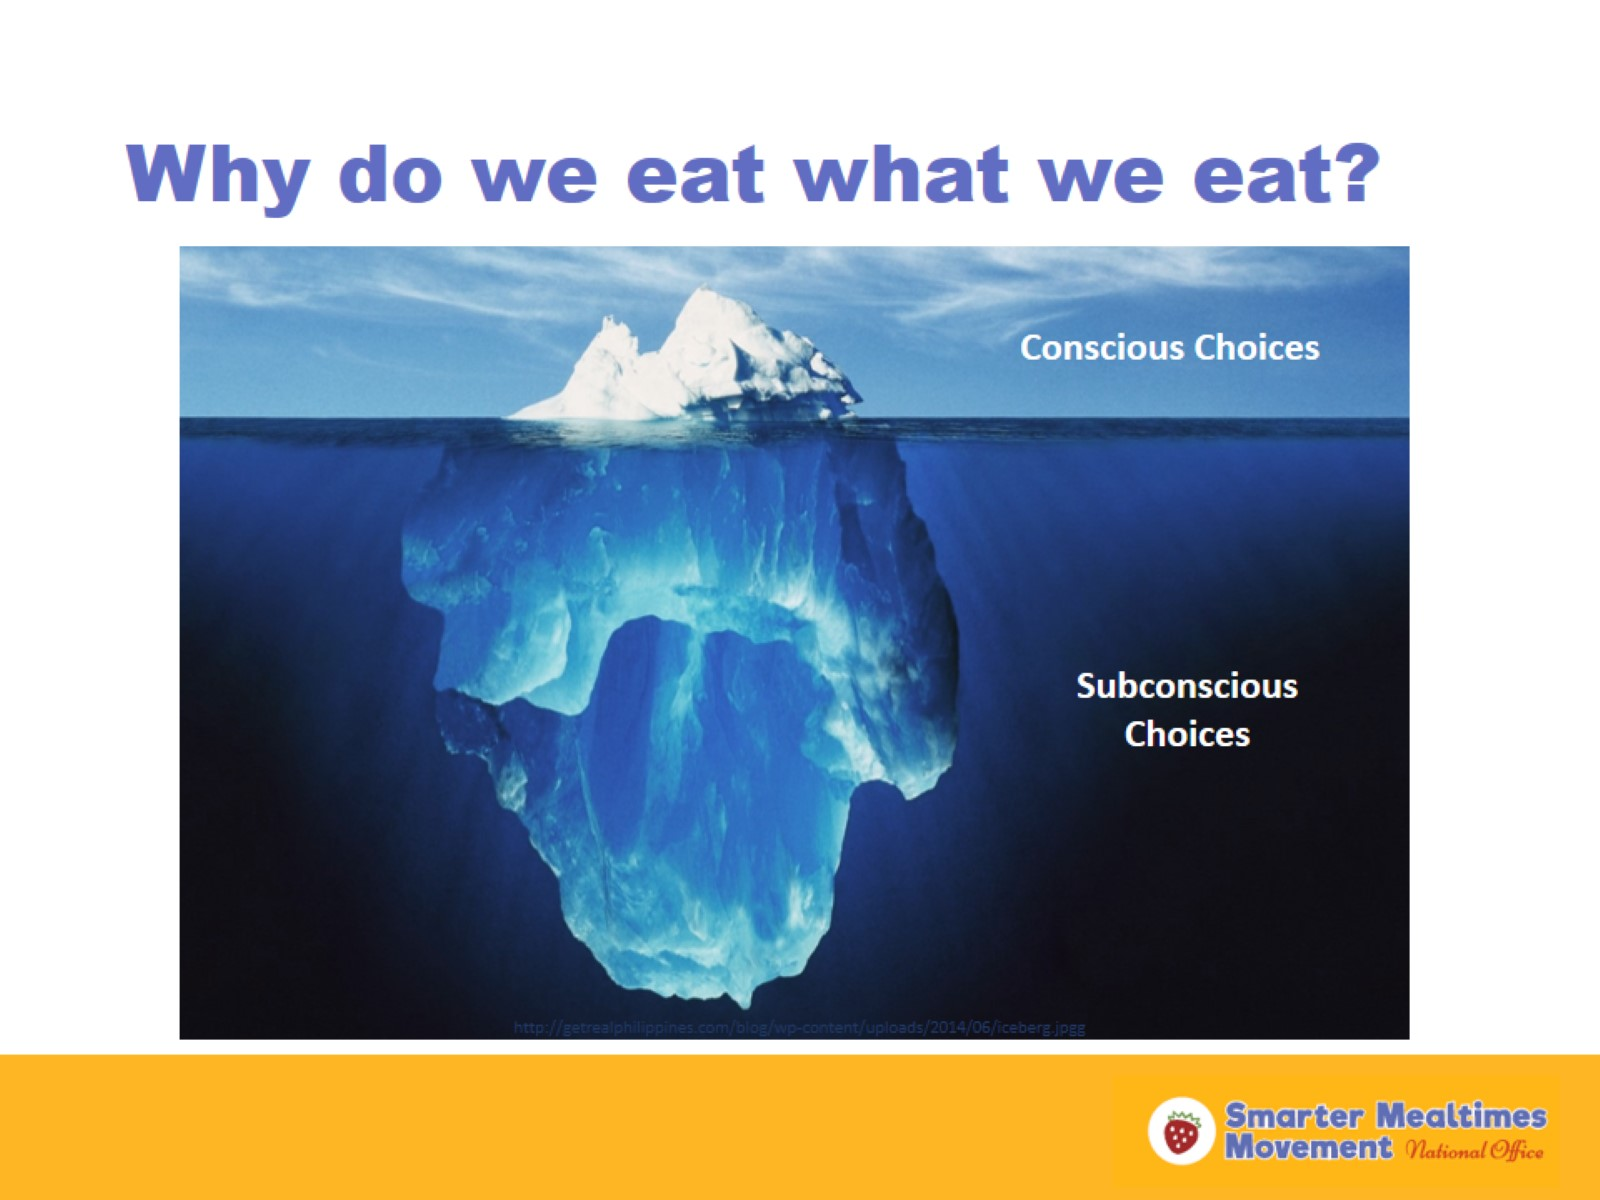 Why do we eat what we eat?
Conscious Choices
Subconscious
Choices
http://getrealphilippines.com/blog/wp-content/uploads/2014/06/iceberg.jpgg
Smarter Mealtimes
Movement National Office